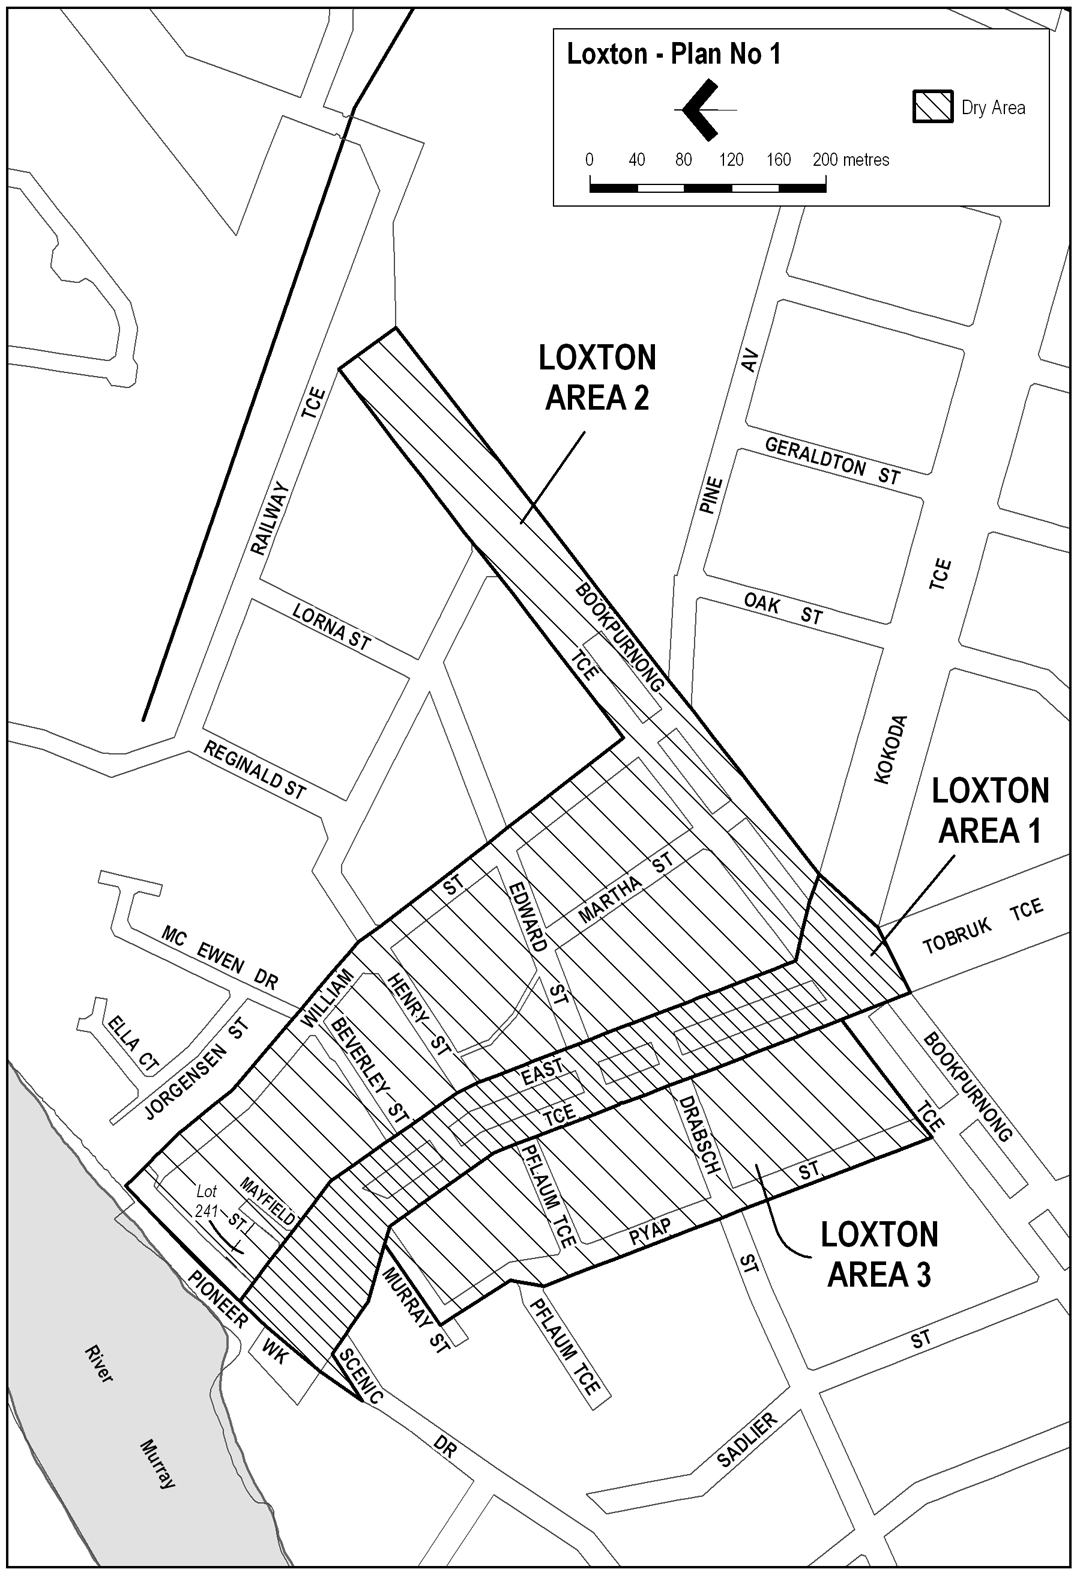 Loxton - Plan No 1
Dry Area
0 40 80 120 160 200 metres
LOXTON
AREA 2
AV
PINE
GERALDTON ST
OAK ST
TCE
KOKODA
RAILWAY TCE
LORNA ST
REGINALD ST
BOOKPURNONG
TCE
LOXTON
AREA 1
TOBRUK TCE
MARTHA ST
EDWARD ST
WILLIAM ST
HENRY ST
BEVERLEY ST
MC EWEN DR
ELLA CT
JORGENSEN ST
EAST
TCE
BOOKPURNONG
TCE
DRABSCH
ST
PFLAUM TCE
PYAP ST
LOXTON
AREA 3
Lot
241
MAYFIELD
ST
PIONEER
WK
MURRAY ST
PFLAUM TCE
SCENIC
DR
SADLIER
ST
River
Murray